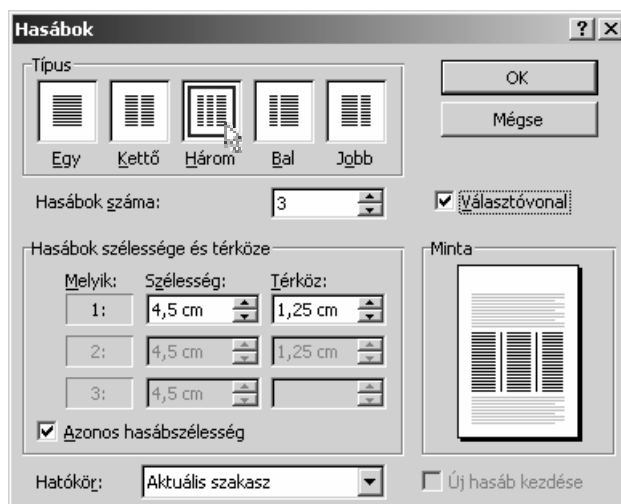 Hasábok
Típus
Egy Kettő Három Bal Jobb
OK
Mégse
Hasábok száma: 3
Választóvonal
Hasábok szélessége és térköze
Melyik: Szélesség: Térköz:
1: 4,5 cm 1,25 cm
2: 4,5 cm 1,25 cm
3: 4,5 cm
Azonos hasábszélesség
Minta
Hatókör: Aktuális szakasz
Új hasáb kezdése